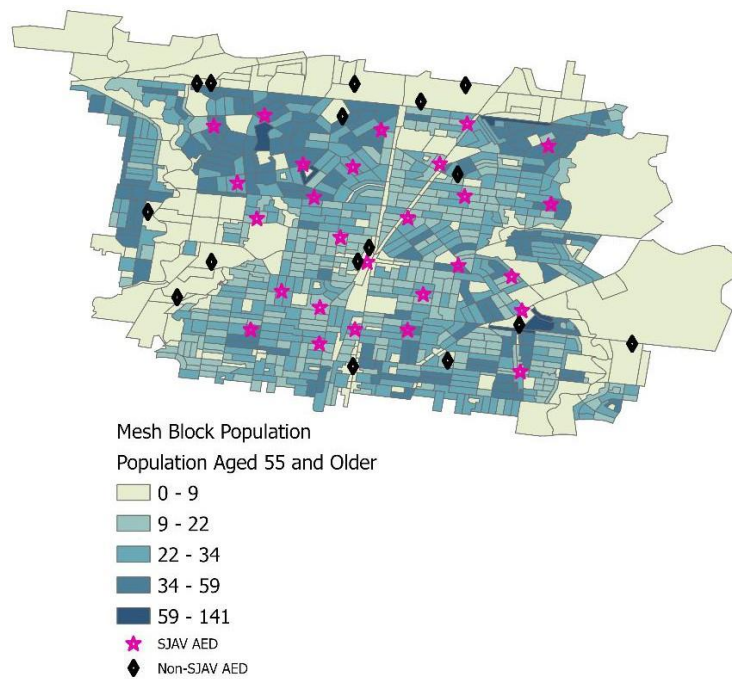 Mesh Block Population
Population Aged 55 and Older
0 - 9
9 - 22
22 - 34
34 - 59
59 - 141
SJAV AED
Non-SJAV AED